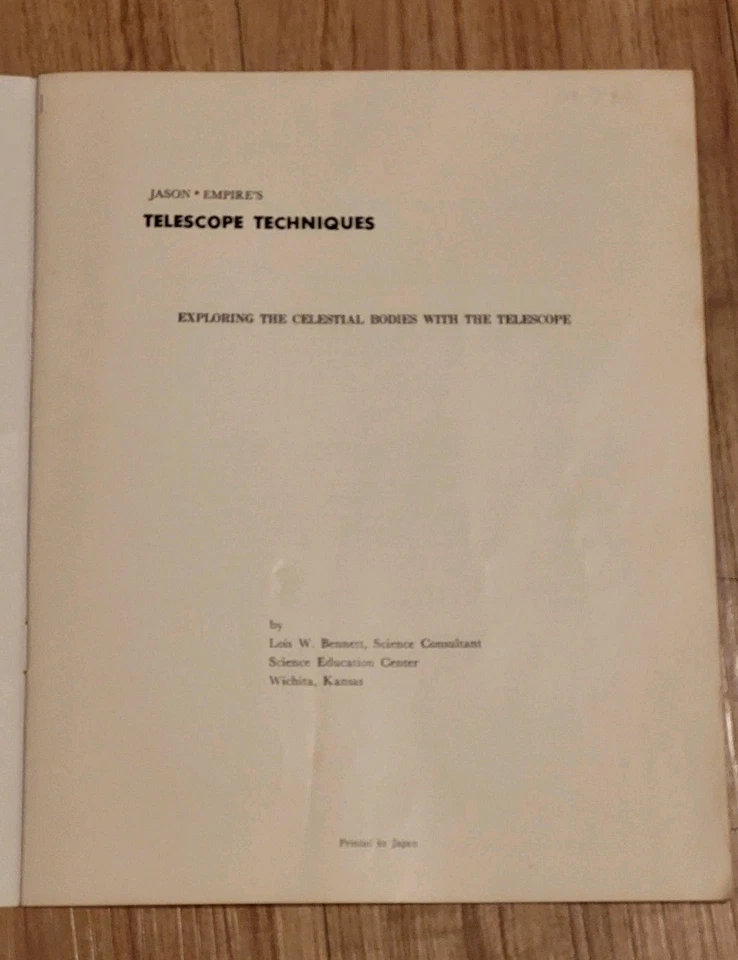 JASON * EMPIRE'S
TELESCOPE TECHNIQUES
EXPLORING THE CELESTIAL BODIES WITH THE TELESCOPE
by
Lois W. Bennett, Science Consultant
Science Education Center
Wichita, Kansas
Printed in Japan